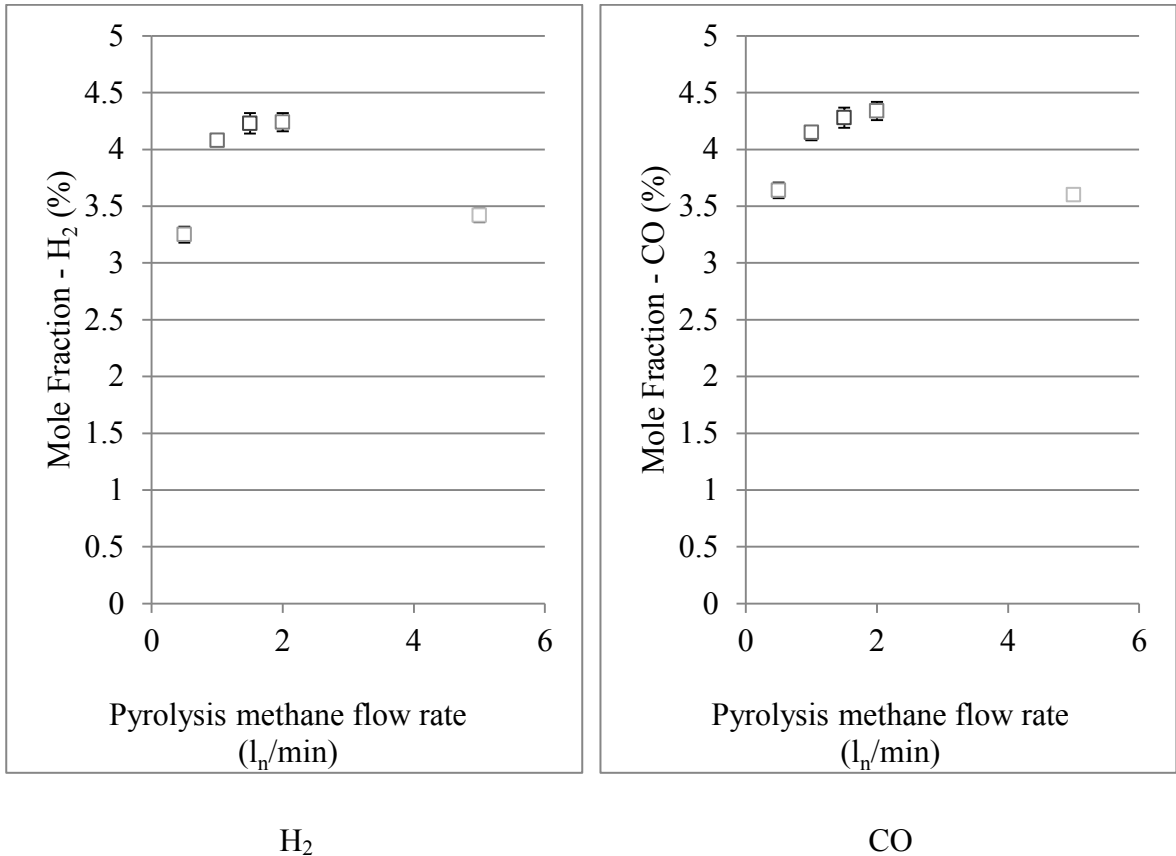 5
4.5
4
3.5
3
2.5
2
1.5
1
0.5
0
Mole Fraction - H₂ (%)
0 2 4 6
Pyrolysis methane flow rate
(lₙ/min)
5
4.5
4
3.5
3
2.5
2
1.5
1
0.5
0
Mole Fraction - CO (%)
0 2 4 6
Pyrolysis methane flow rate
(lₙ/min)
H₂
CO